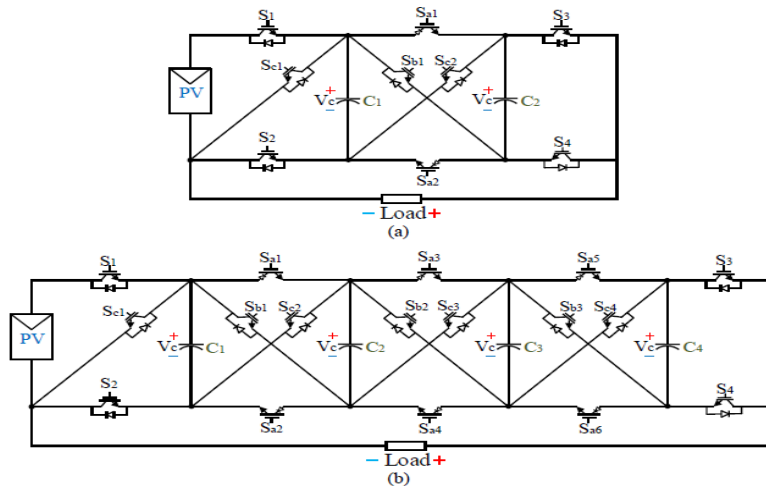 S1 Sa1 S3
Sc1 Sb1 Sc2
PV
+ +
Vc C1 Vc C2
− −
S2 S4
Sa2
− Load +
(a)
S1 Sa1 Sa3 Sa5 S3
Sc1 Sb1 Sc2 Sb2 Sc3 Sb3 Sc4
PV
+ + + +
Vc C1 Vc C2 Vc C3 Vc C4
− − − −
S2 S4
Sa2 Sa4 Sa6
− Load +
(b)